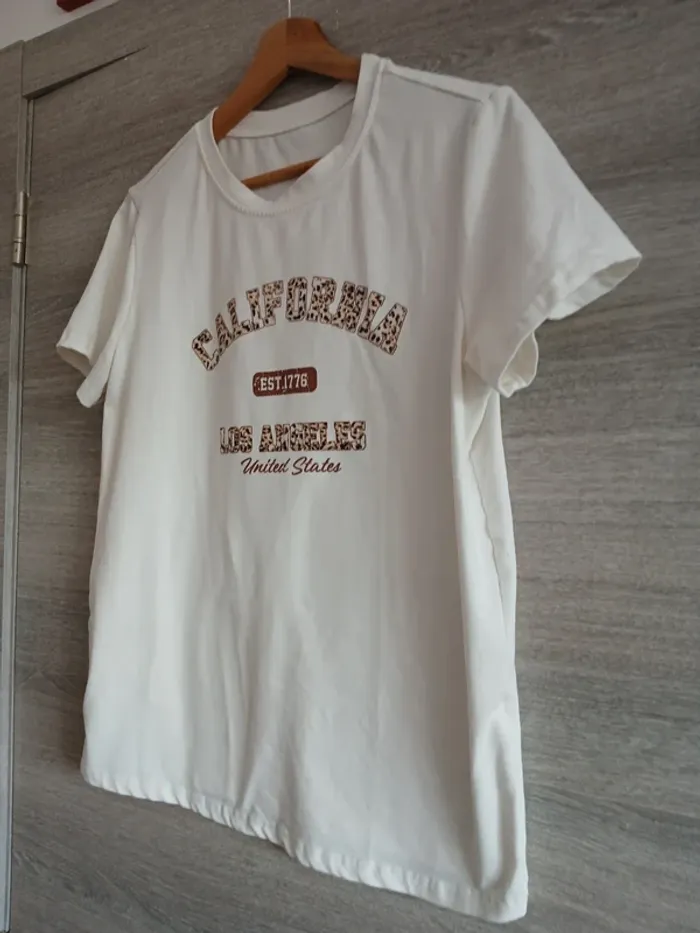 CALIFORNIA
EST.1776
LOS ANGELES
United States